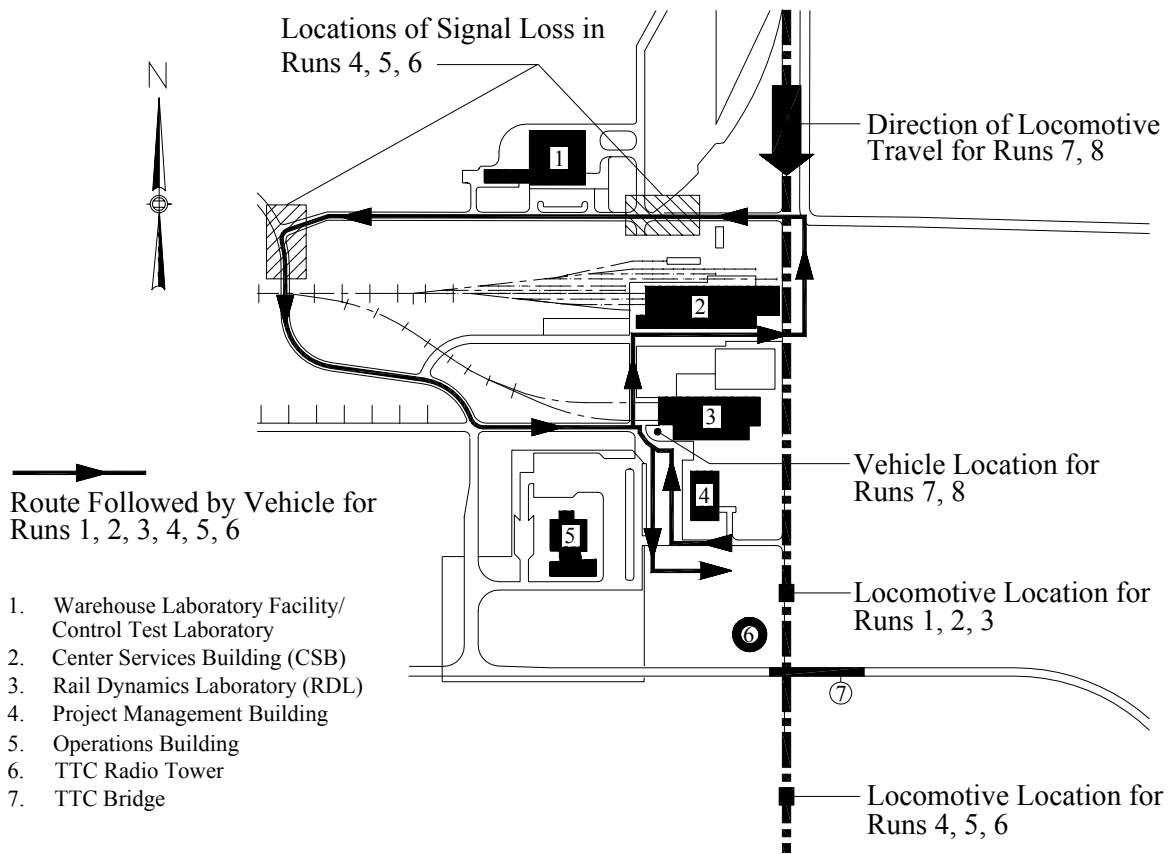 Locations of Signal Loss in
Runs 4, 5, 6
N
Direction of Locomotive
Travel for Runs 7, 8
1
2
3
Vehicle Location for
Runs 7, 8
4
Route Followed by Vehicle for
Runs 1, 2, 3, 4, 5, 6
5
Locomotive Location for
Runs 1, 2, 3
6
7
1. Warehouse Laboratory Facility/
Control Test Laboratory
2. Center Services Building (CSB)
3. Rail Dynamics Laboratory (RDL)
4. Project Management Building
5. Operations Building
6. TTC Radio Tower
7. TTC Bridge
Locomotive Location for
Runs 4, 5, 6